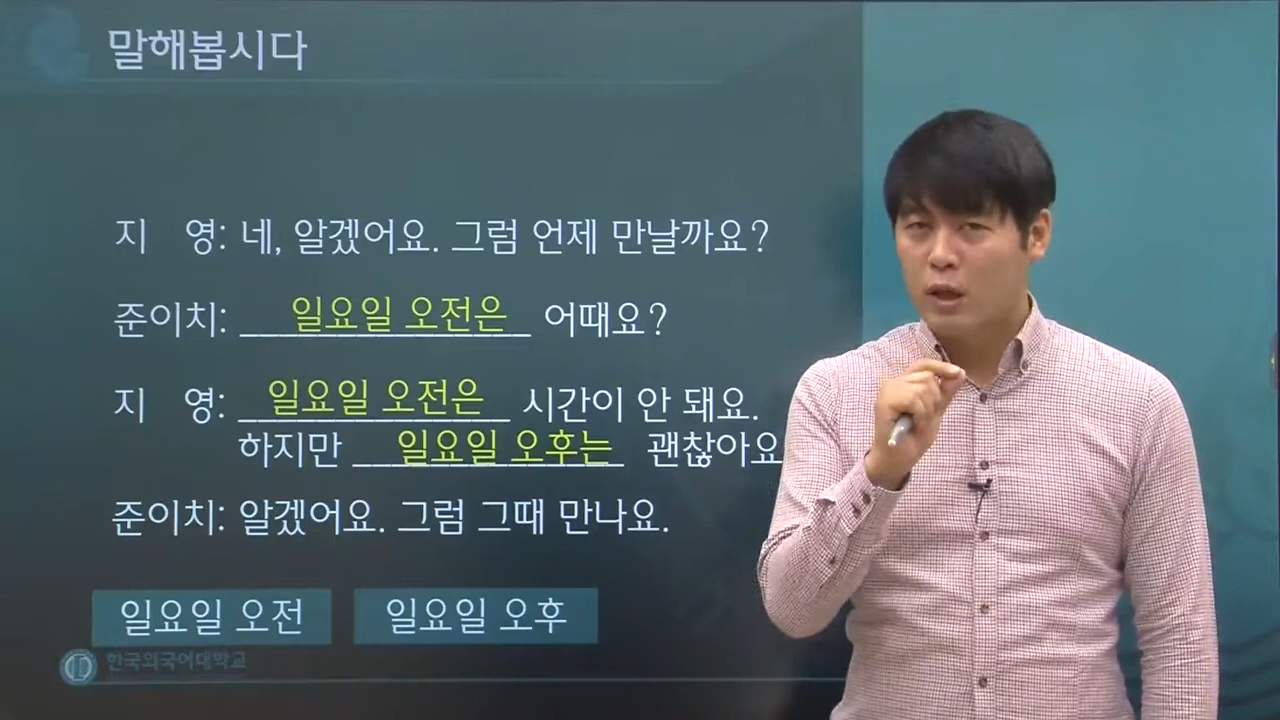 말해봅시다
지 영: 네, 알겠어요. 그럼 언제 만날까요?
준이치: 일요일 오전은 어때요?
지 영: 일요일 오전은 시간이 안 돼요.
하지만 일요일 오후는 괜찮아요
준이치: 알겠어요. 그럼 그때 만나요.
일요일 오전 일요일 오후
한국외국어대학교